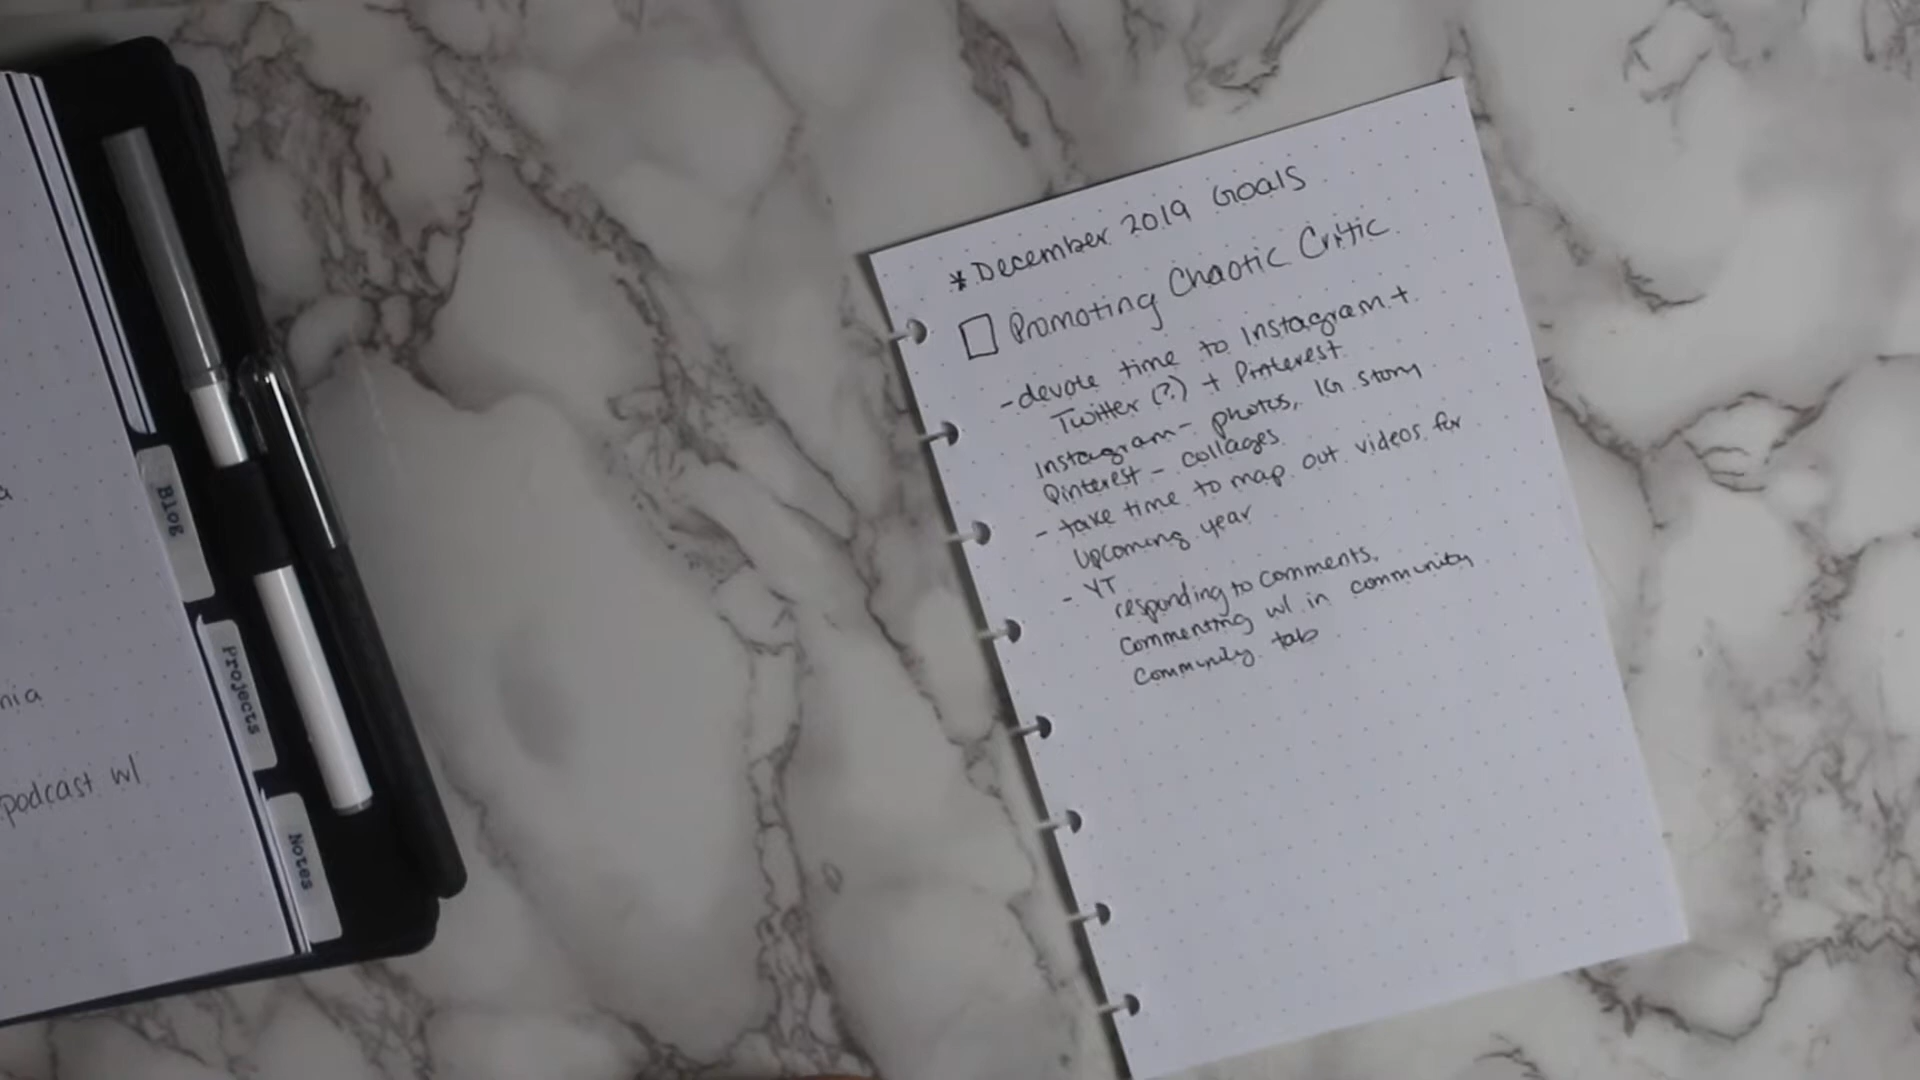 Blog
Projects
Notes
nia
podcast w/
* December 2019 Goals
Promoting Chaotic Critic
- devote time to Instagram +
Twitter (?) + Pinterest
Instagram - photos, IG story
Pinterest - collages
- take time to map out videos for
upcoming year
- YT
responding to comments,
commenting w/ in community
community tab